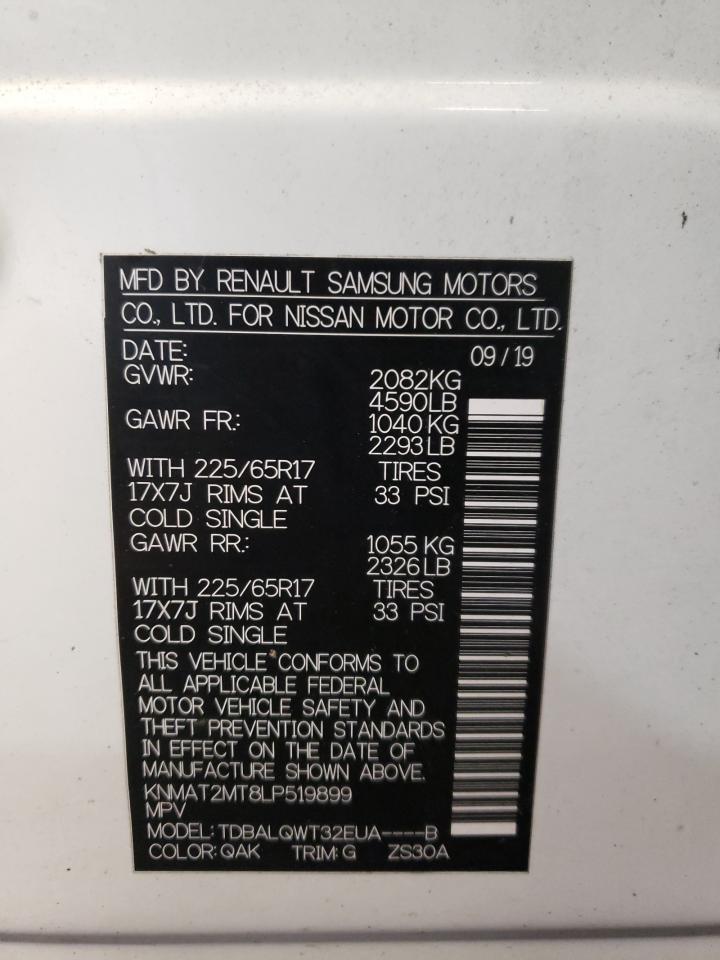 MFD BY RENAULT SAMSUNG MOTORS
CO., LTD. FOR NISSAN MOTOR CO., LTD.
DATE: 09/19
GVWR: 2082KG
4590LB
GAWR FR.: 1040KG
2293LB
WITH 225/65R17 TIRES
17X7J RIMS AT 33 PSI
COLD SINGLE
GAWR RR.: 1055KG
2326LB
WITH 225/65R17 TIRES
17X7J RIMS AT 33 PSI
COLD SINGLE
THIS VEHICLE CONFORMS TO
ALL APPLICABLE FEDERAL
MOTOR VEHICLE SAFETY AND
THEFT PREVENTION STANDARDS
IN EFFECT ON THE DATE OF
MANUFACTURE SHOWN ABOVE.
KNMAT2MT8LP519899
MPV
MODEL: TDBALQWT32EUA----B
COLOR: QAK TRIM: G ZS30A